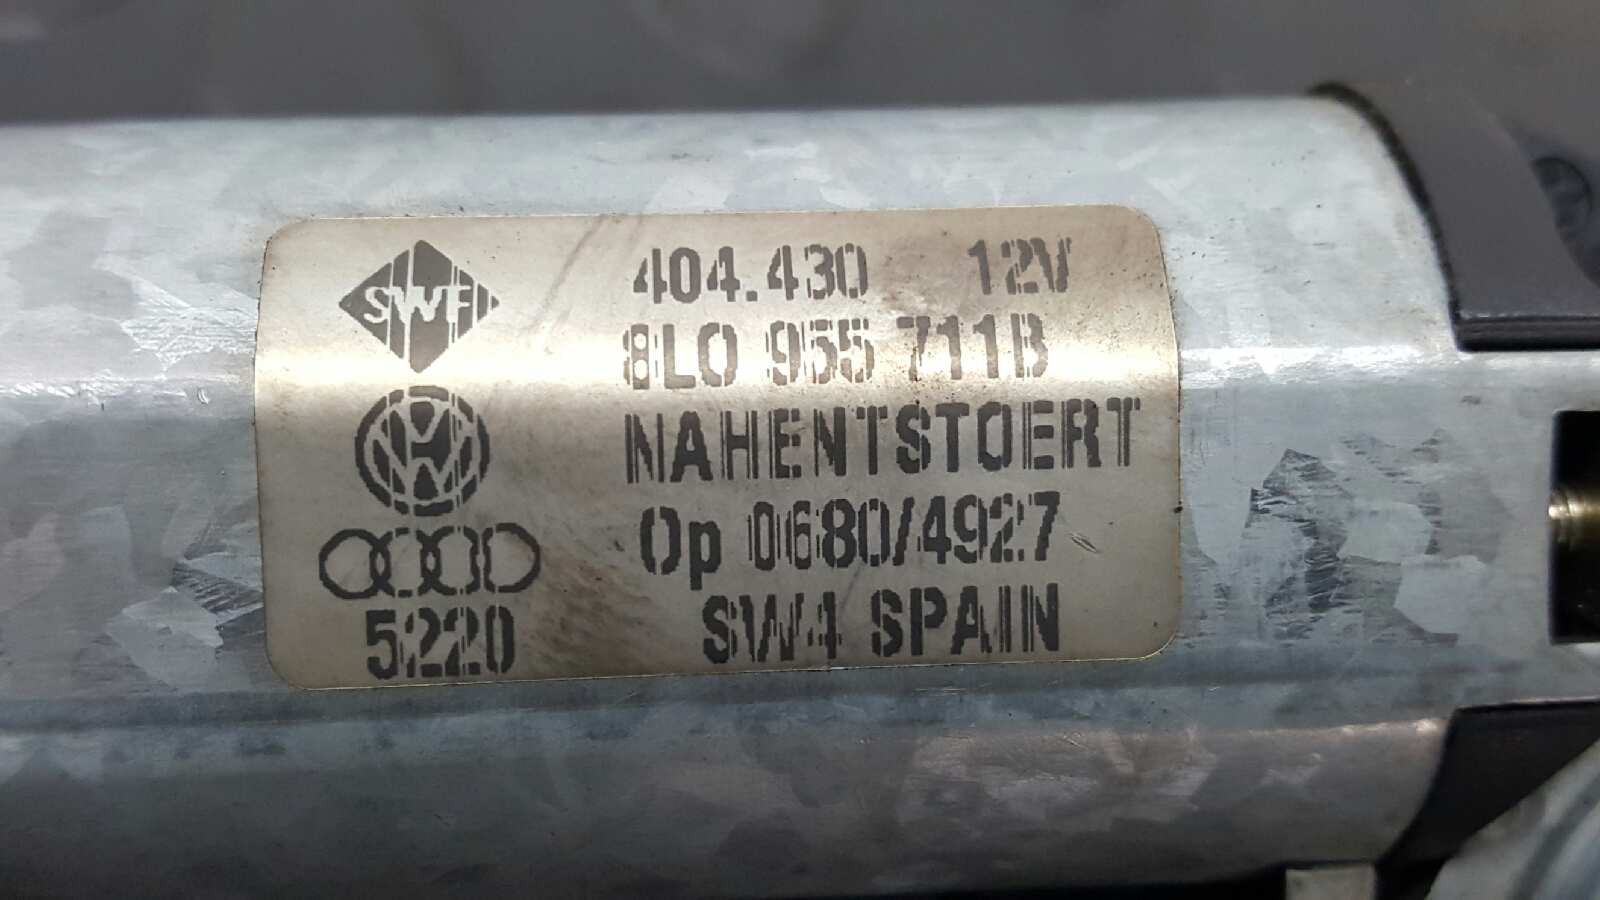 SWF
404.430 12V
8L0 955 711B
NAHENTSTOERT
Op 0680/4927
5220
SW4 SPAIN